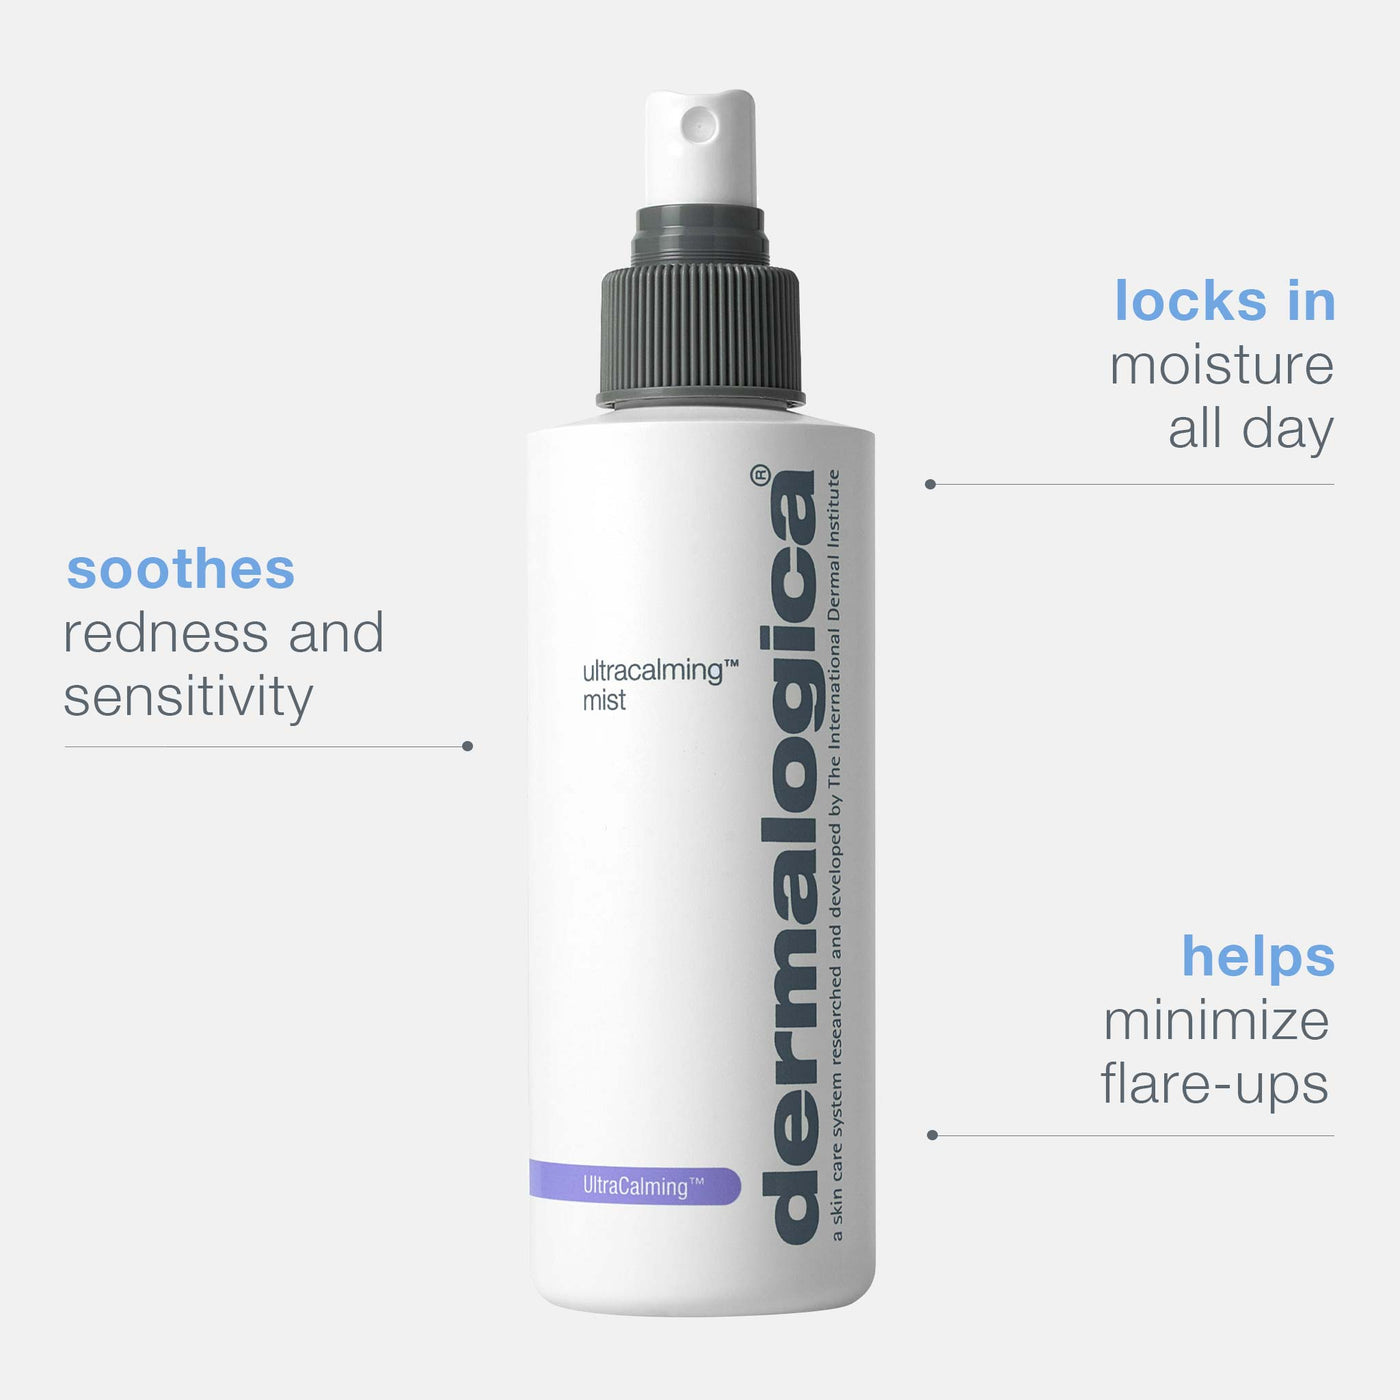 locks in
moisture
all day
soothes
redness and
sensitivity
ultracalming™
mist
dermalogica®
a skin care system researched and developed by The International Dermal Institute
helps
minimize
flare-ups
UltraCalming™